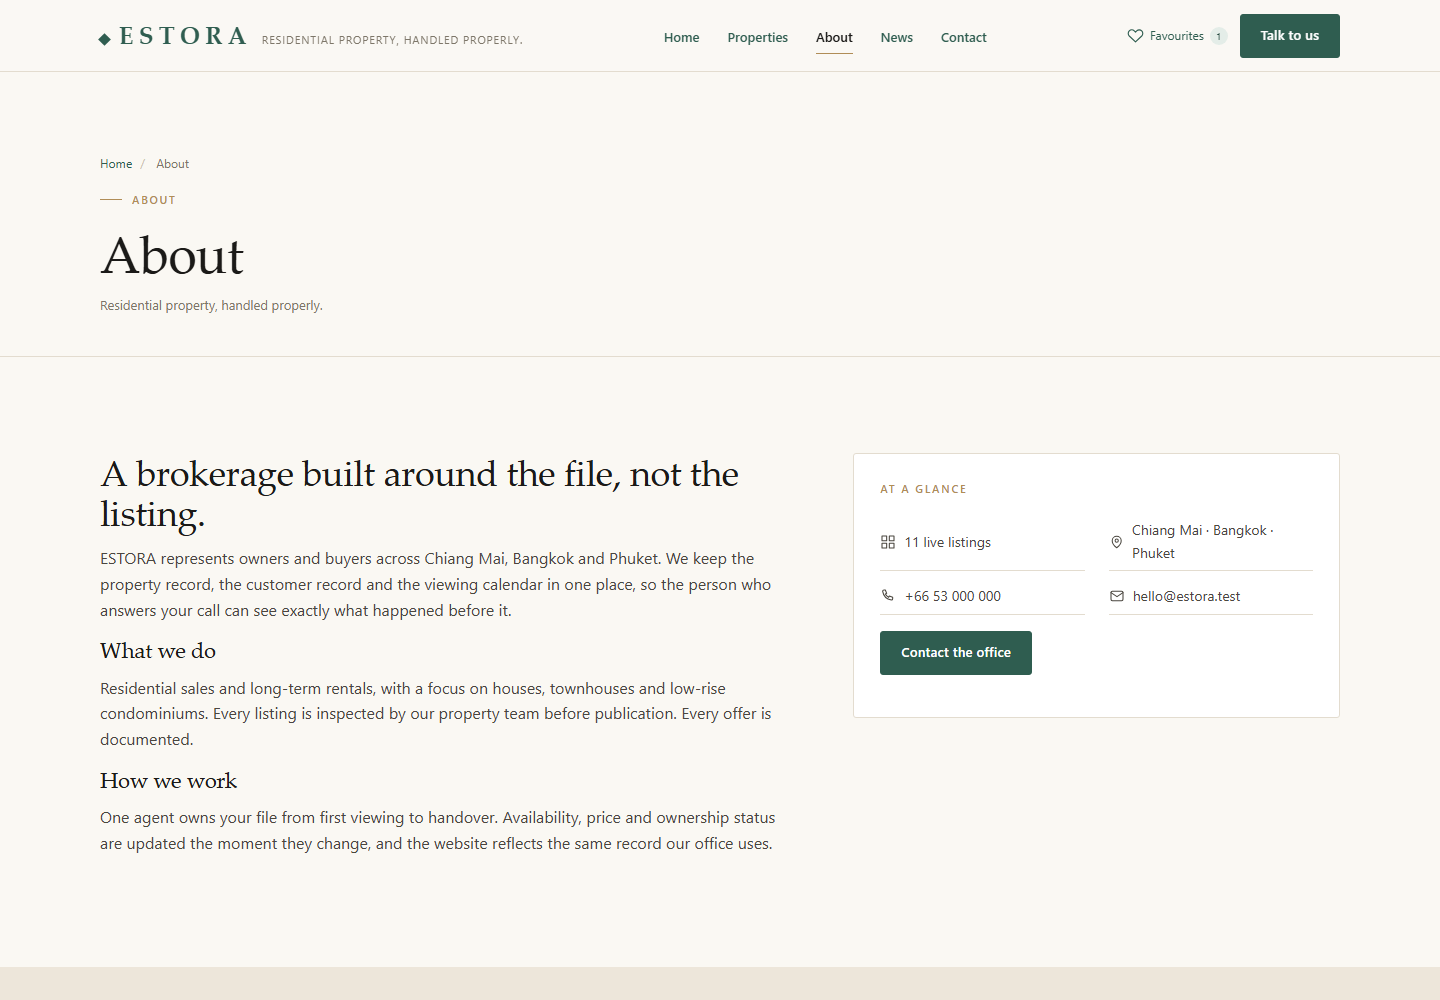 ESTORA RESIDENTIAL PROPERTY, HANDLED PROPERLY.
Home Properties About News Contact
Favourites 1
Talk to us
Home / About
ABOUT
About
Residential property, handled properly.
A brokerage built around the file, not the
listing.
ESTORA represents owners and buyers across Chiang Mai, Bangkok and Phuket. We keep the
property record, the customer record and the viewing calendar in one place, so the person who
answers your call can see exactly what happened before it.
What we do
Residential sales and long-term rentals, with a focus on houses, townhouses and low-rise
condominiums. Every listing is inspected by our property team before publication. Every offer is
documented.
How we work
One agent owns your file from first viewing to handover. Availability, price and ownership status
are updated the moment they change, and the website reflects the same record our office uses.
AT A GLANCE
11 live listings
Chiang Mai · Bangkok ·
Phuket
+66 53 000 000
hello@estora.test
Contact the office